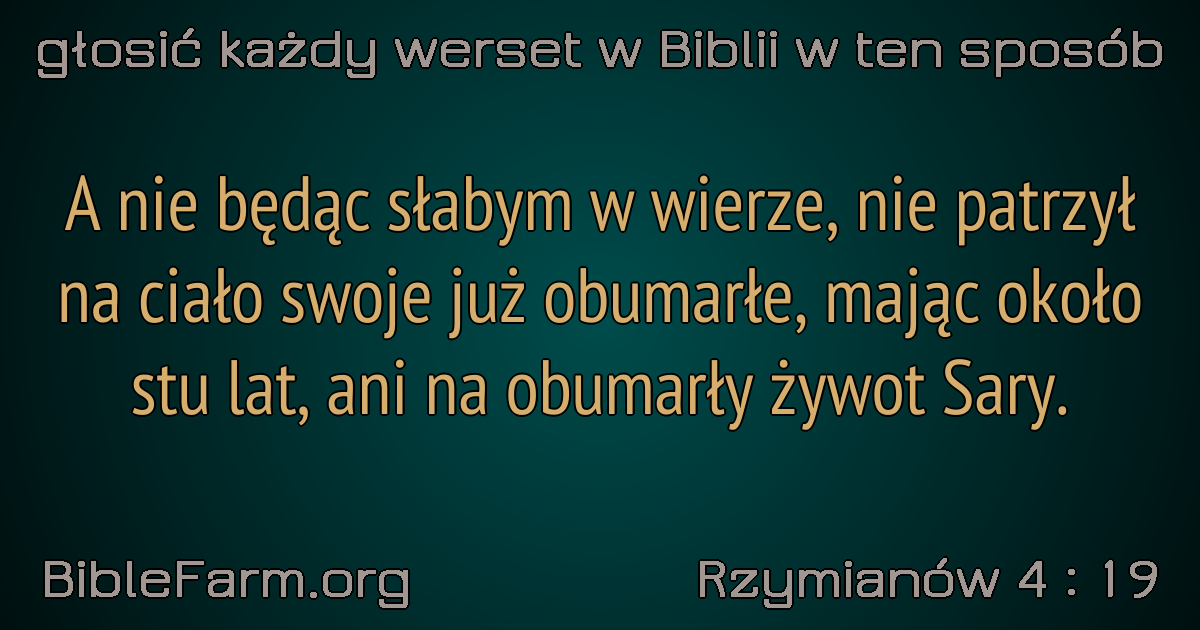 głosić każdy werset w Biblii w ten sposób
A nie będąc słabym w wierze, nie patrzył
na ciało swoje już obumarłe, mając około
stu lat, ani na obumarły żywot Sary.
BibleFarm.org
Rzymianów 4 : 19